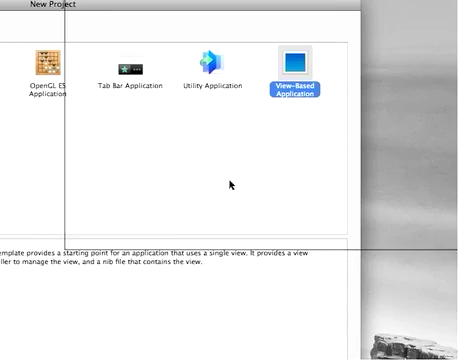 New Project
OpenGL ES
Application
Tab Bar Application
Utility Application
View-Based
Application
emplate provides a starting point for an application that uses a single view. It provides a view
ller to manage the view, and a nib file that contains the view.